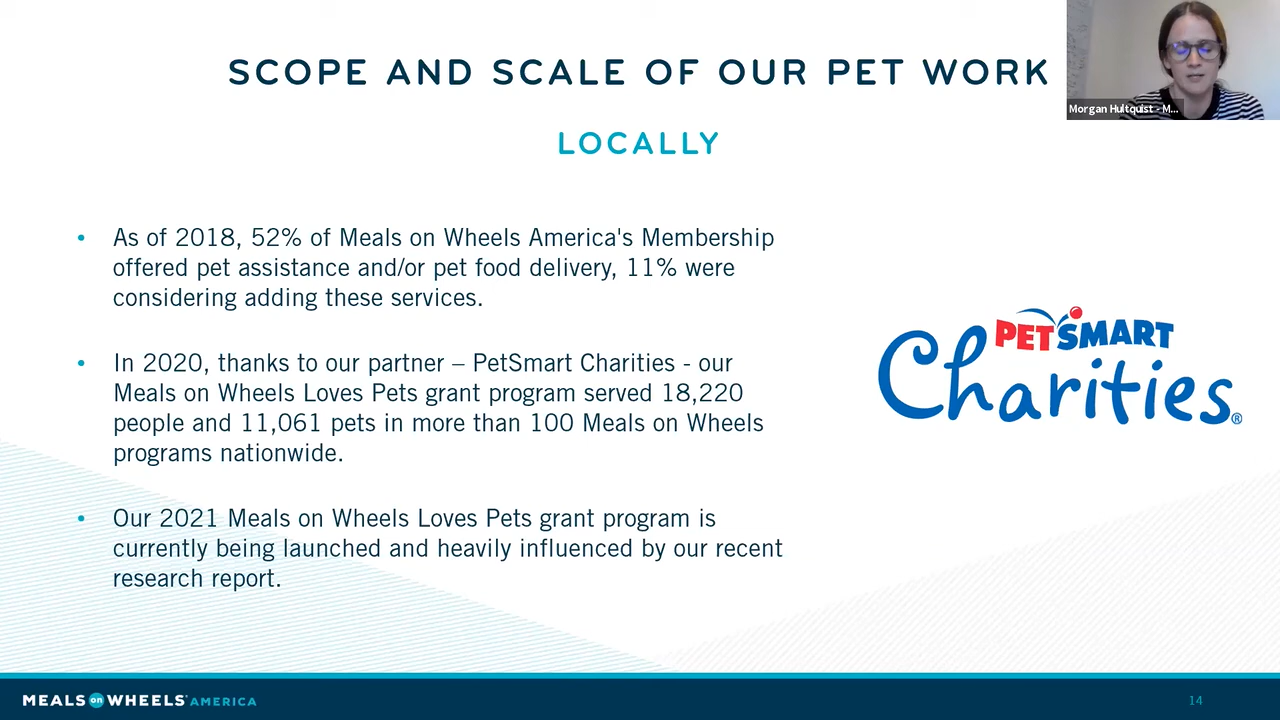 SCOPE AND SCALE OF OUR PET WORK
Morgan Hultquist - M...
LOCALLY
• As of 2018, 52% of Meals on Wheels America's Membership
offered pet assistance and/or pet food delivery, 11% were
considering adding these services.
• In 2020, thanks to our partner – PetSmart Charities - our
Meals on Wheels Loves Pets grant program served 18,220
people and 11,061 pets in more than 100 Meals on Wheels
programs nationwide.
• Our 2021 Meals on Wheels Loves Pets grant program is
currently being launched and heavily influenced by our recent
research report.
PETSMART
Charities®
MEALS on WHEELS AMERICA
14